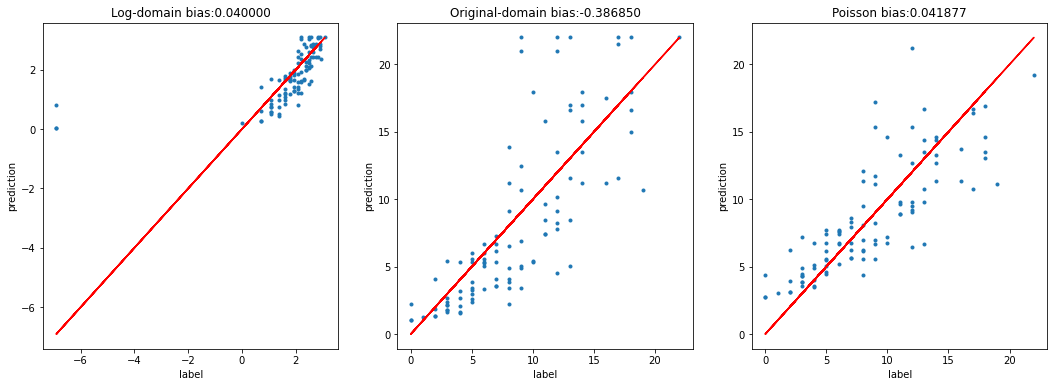 Log-domain bias:0.040000
prediction
2
0
−2
−4
−6
−6 −4 −2 0 2
label
Original-domain bias:-0.386850
prediction
20
15
10
5
0
0 5 10 15 20
label
Poisson bias:0.041877
prediction
20
15
10
5
0
0 5 10 15 20
label